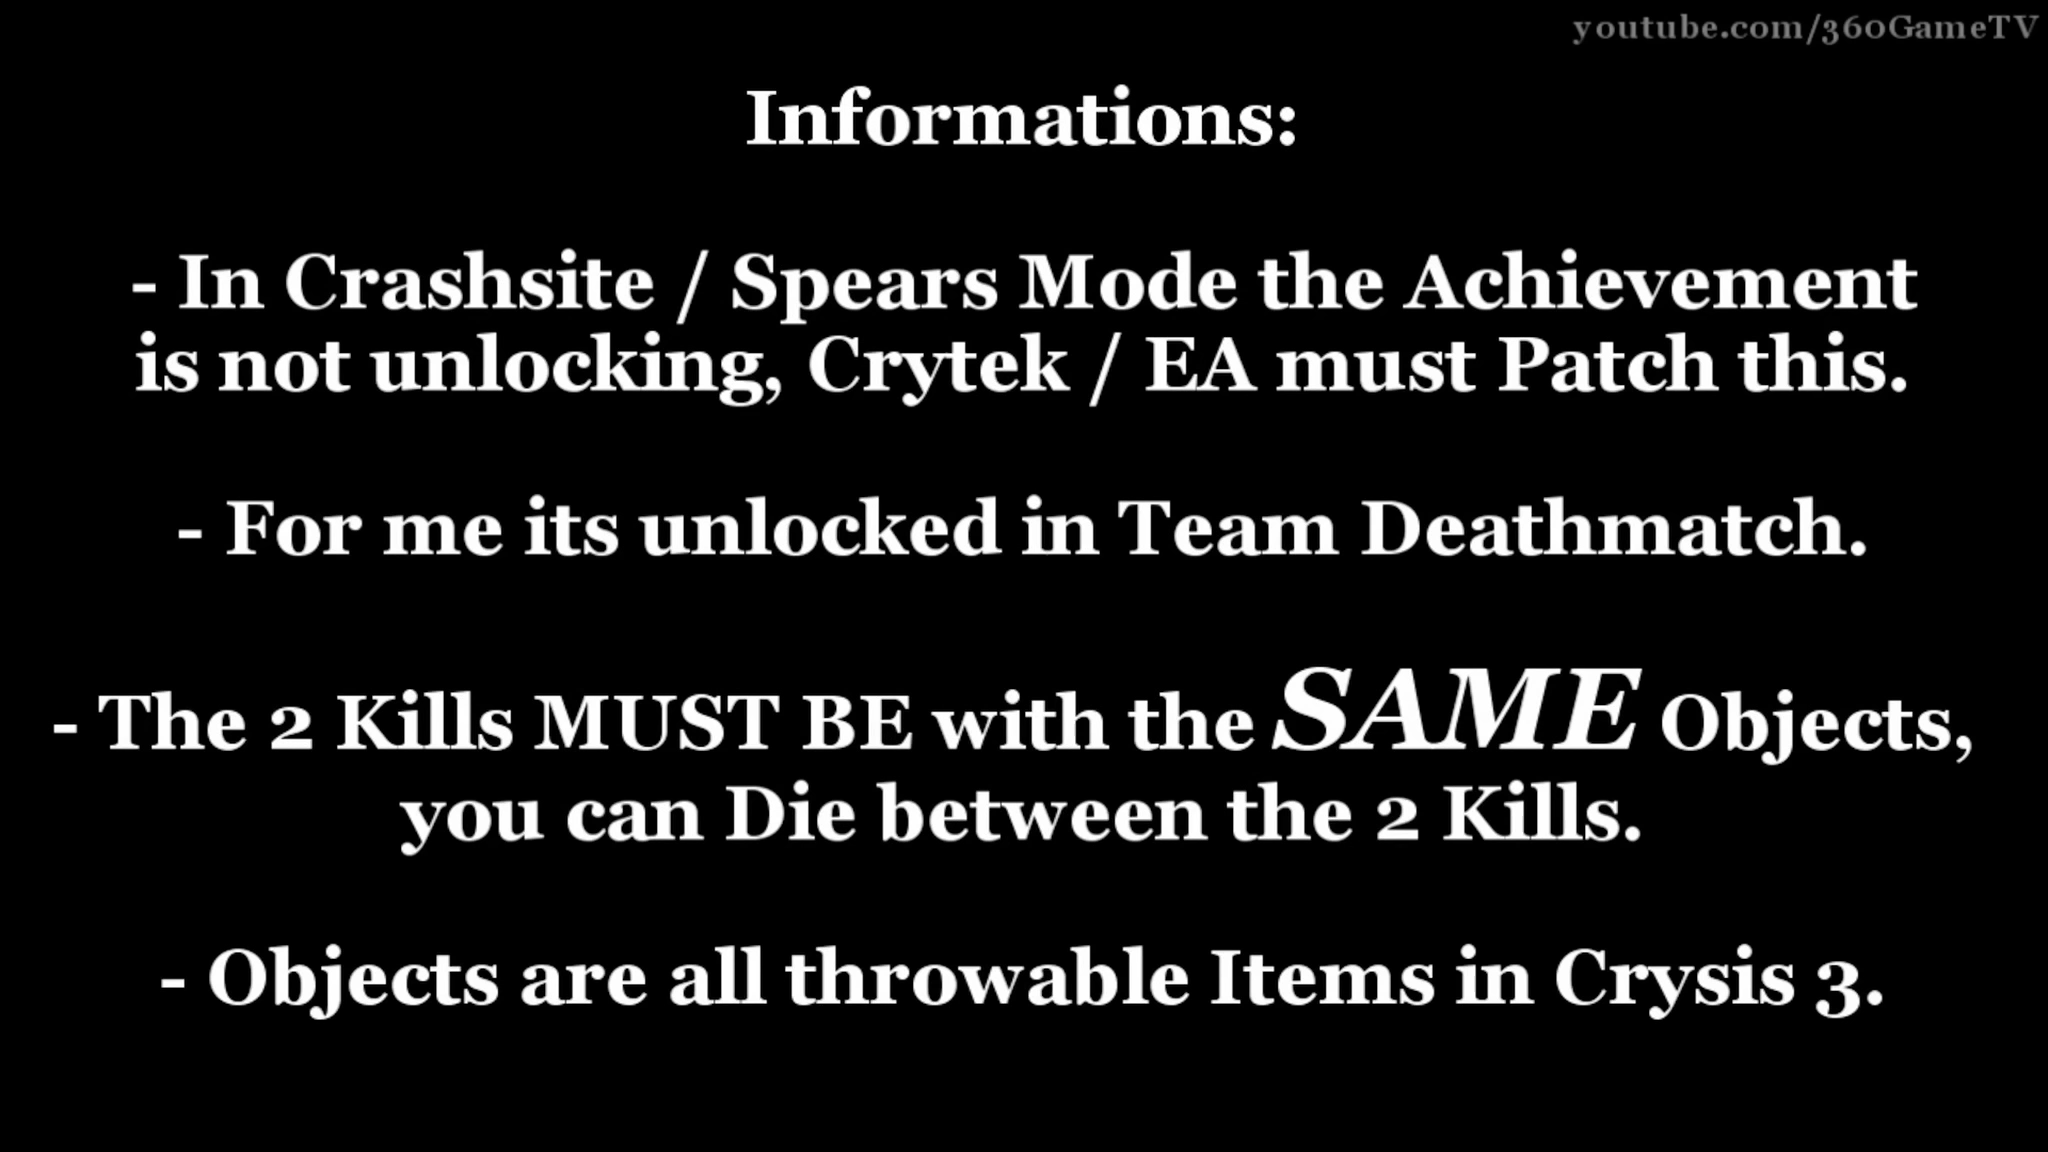 youtube.com/360GameTV
Informations:
- In Crashsite / Spears Mode the Achievement
is not unlocking, Crytek / EA must Patch this.
- For me its unlocked in Team Deathmatch.
- The 2 Kills MUST BE with the SAME Objects,
you can Die between the 2 Kills.
- Objects are all throwable Items in Crysis 3.